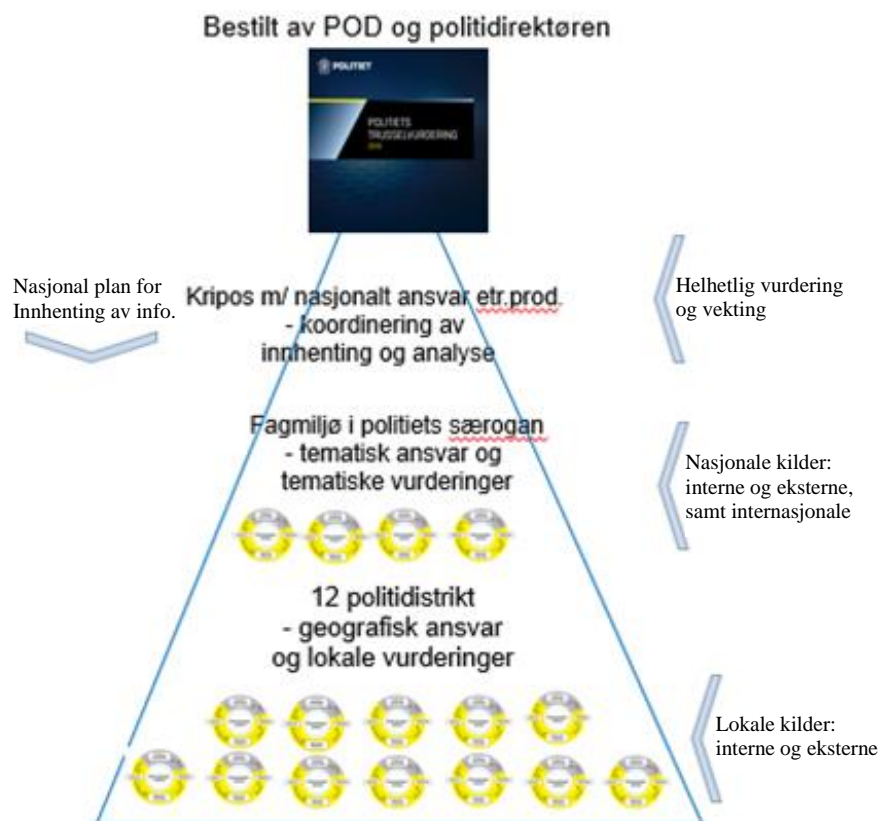 Bestilt av POD og politidirektøren
POLITIET
POLITIETS
TRUSSELVURDERING
Nasjonal plan for
Innhenting av info.
Kripos m/ nasjonalt ansvar etr.prod.
- koordinering av
innhenting og analyse
Helhetlig vurdering
og vekting
Fagmiljø i politiets særogan
- tematisk ansvar og
tematiske vurderinger
Nasjonale kilder:
interne og eksterne,
samt internasjonale
12 politidistrikt
- geografisk ansvar
og lokale vurderinger
Lokale kilder:
interne og eksterne